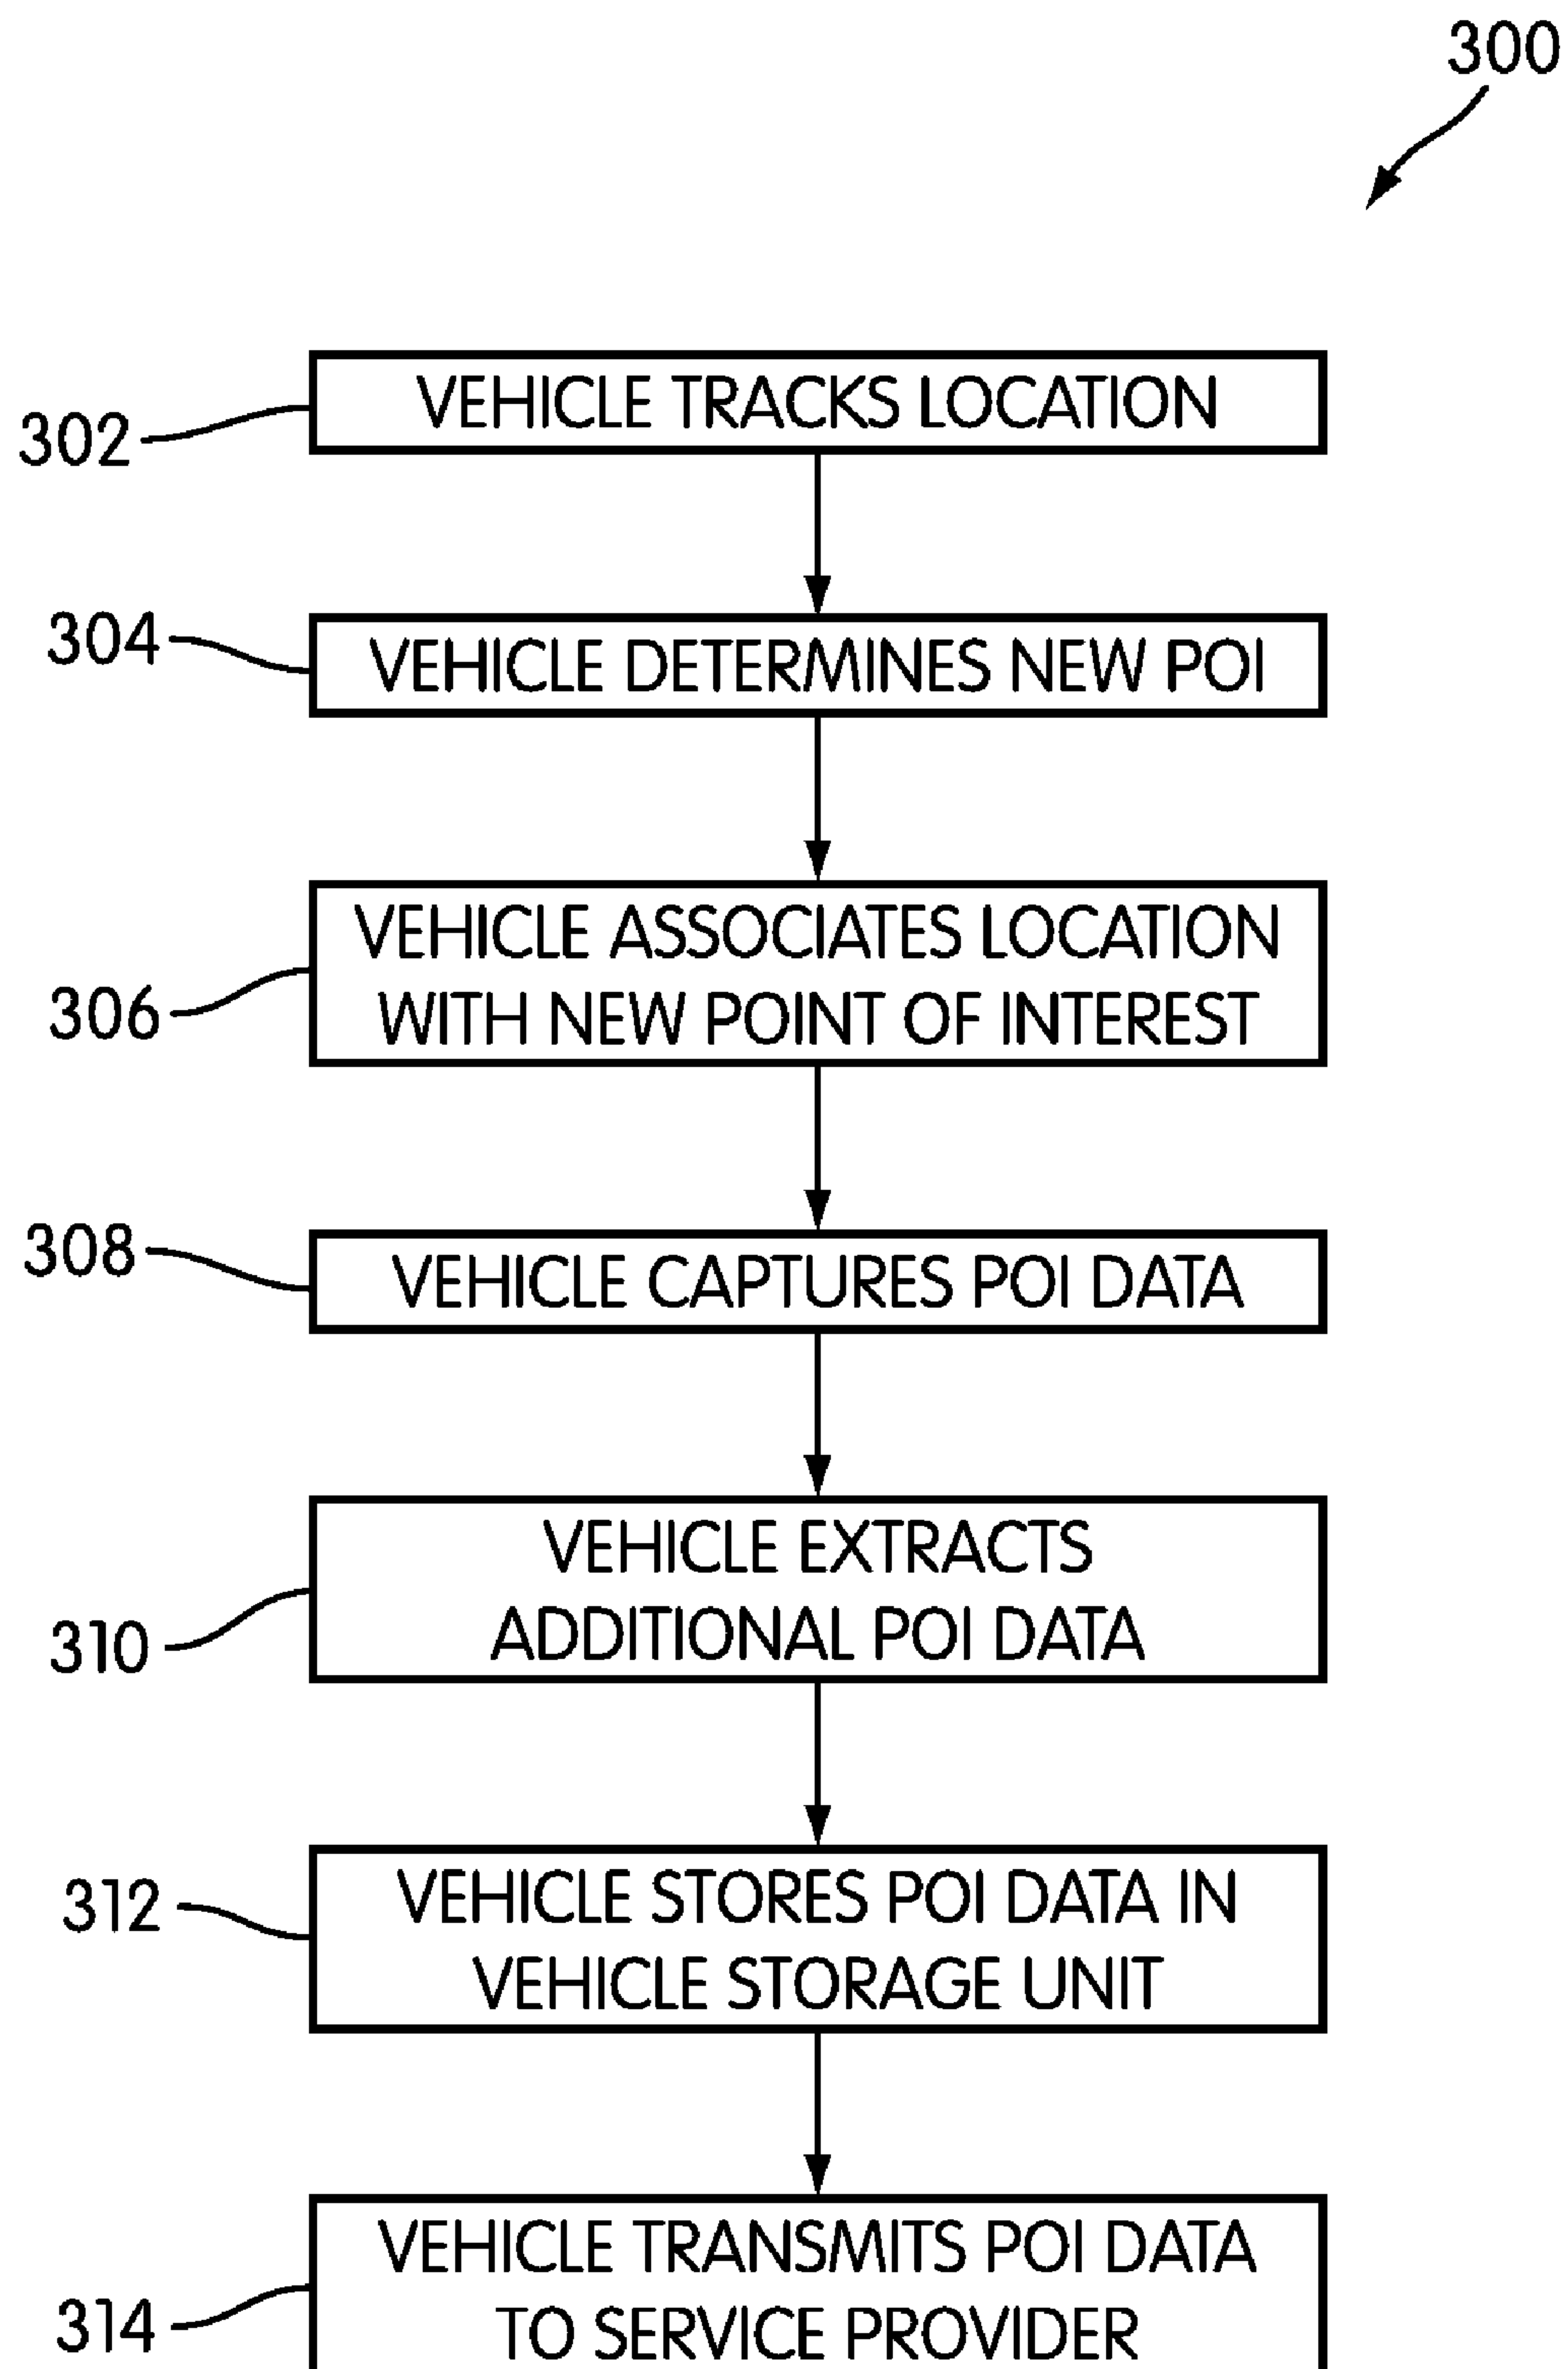 300
302
VEHICLE TRACKS LOCATION
304
VEHICLE DETERMINES NEW POI
VEHICLE ASSOCIATES LOCATION
WITH NEW POINT OF INTEREST
306
308
VEHICLE CAPTURES POI DATA
VEHICLE EXTRACTS
ADDITIONAL POI DATA
310
312
VEHICLE STORES POI DATA IN
VEHICLE STORAGE UNIT
VEHICLE TRANSMITS POI DATA
TO SERVICE PROVIDER
314